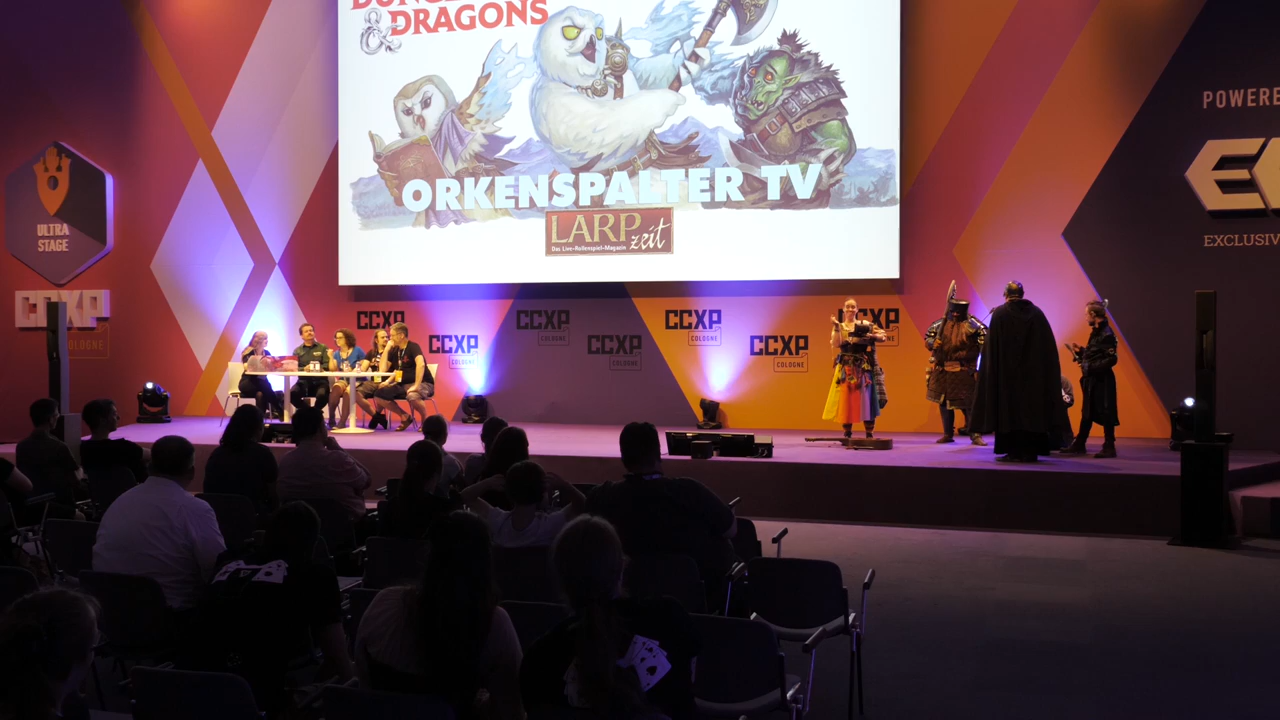 & DRAGONS
ORKENSPALTER TV
LARP zeit
Das Live-Rollenspiel-Magazin
ULTRA
STAGE
CCXP
COLOGNE
POWERE
EXCLUSIV
CCXP
COLOGNE
CCXP
COLOGNE
CCXP
COLOGNE
CCXP
COLOGNE
CCXP
COLOGNE
CCXP
COLOGNE
CCXP